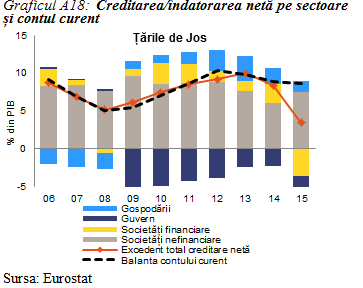 Graficul A18: Creditarea/îndatorarea netă pe sectoare
și contul curent
Țările de Jos
% din PIB
15
10
5
0
-5
06 07 08 09 10 11 12 13 14 15
Gospodării
Guvern
Societăți financiare
Societăți nefinanciare
Excedent total creditare netă
Balanta contului curent
Sursa: Eurostat